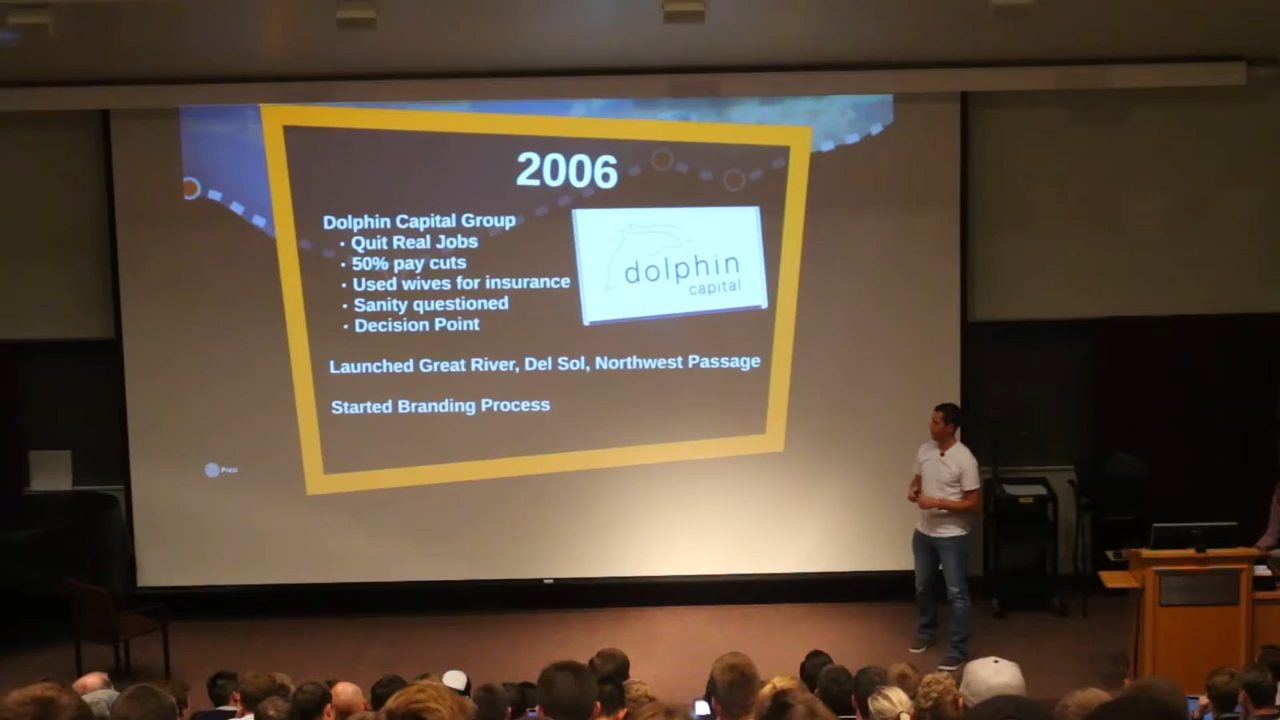 2006
Dolphin Capital Group
· Quit Real Jobs
· 50% pay cuts
· Used wives for insurance
· Sanity questioned
· Decision Point
dolphin
capital
Launched Great River, Del Sol, Northwest Passage
Started Branding Process
Prezi